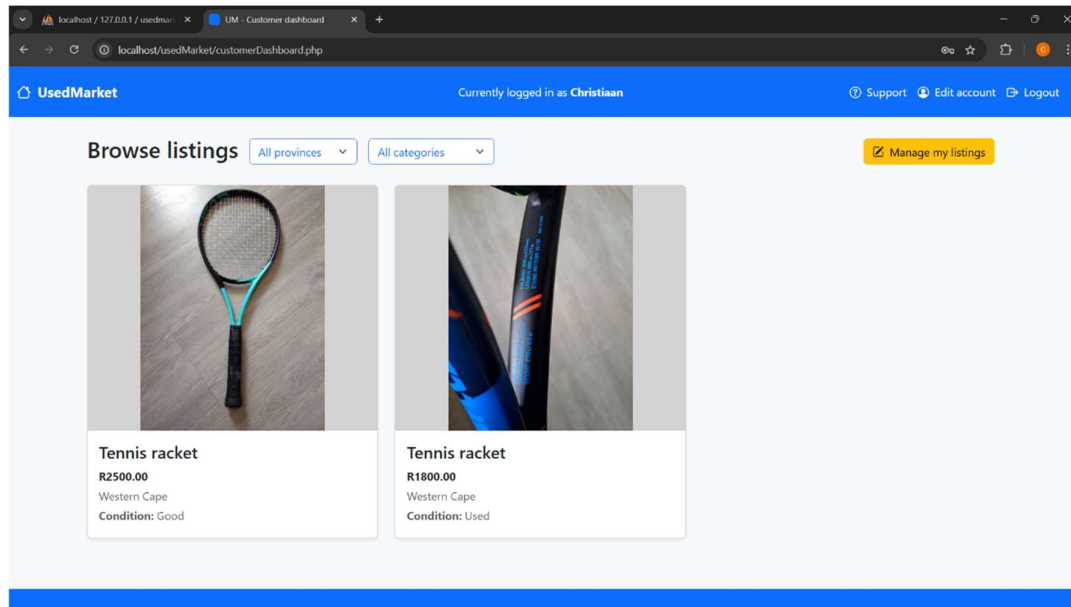 localhost / 127.0.0.1 / usedmar
UM - Customer dashboard
localhost/usedMarket/customerDashboard.php
UsedMarket
Currently logged in as Christiaan
Support
Edit account
Logout
Browse listings
All provinces
All categories
Manage my listings
Tennis racket
R2500.00
Western Cape
Condition: Good
Tennis racket
R1800.00
Western Cape
Condition: Used